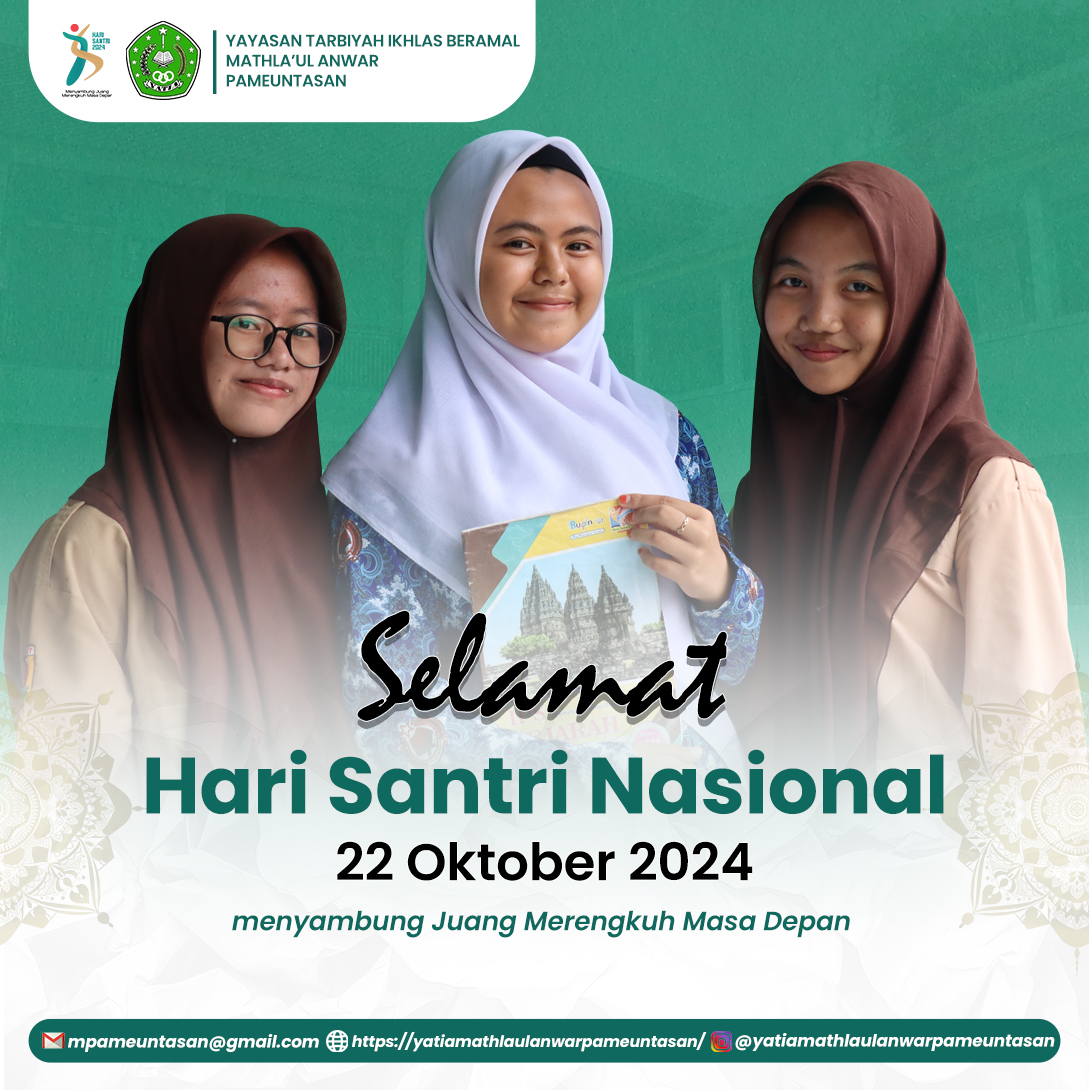 HARI
SANTRI
2024
Menyambung Juang
Merengkuh Masa Depan
YAYASAN TARBIYAH IKHLAS BERAMAL
MATHLA'UL ANWAR
PAMEUNTASAN
Selamat
Hari Santri Nasional
22 Oktober 2024
menyambung Juang Merengkuh Masa Depan
mpameuntasan@gmail.com https://yatiamathlaulanwarpameuntasan/ @yatiamathlaulanwarpameuntasan